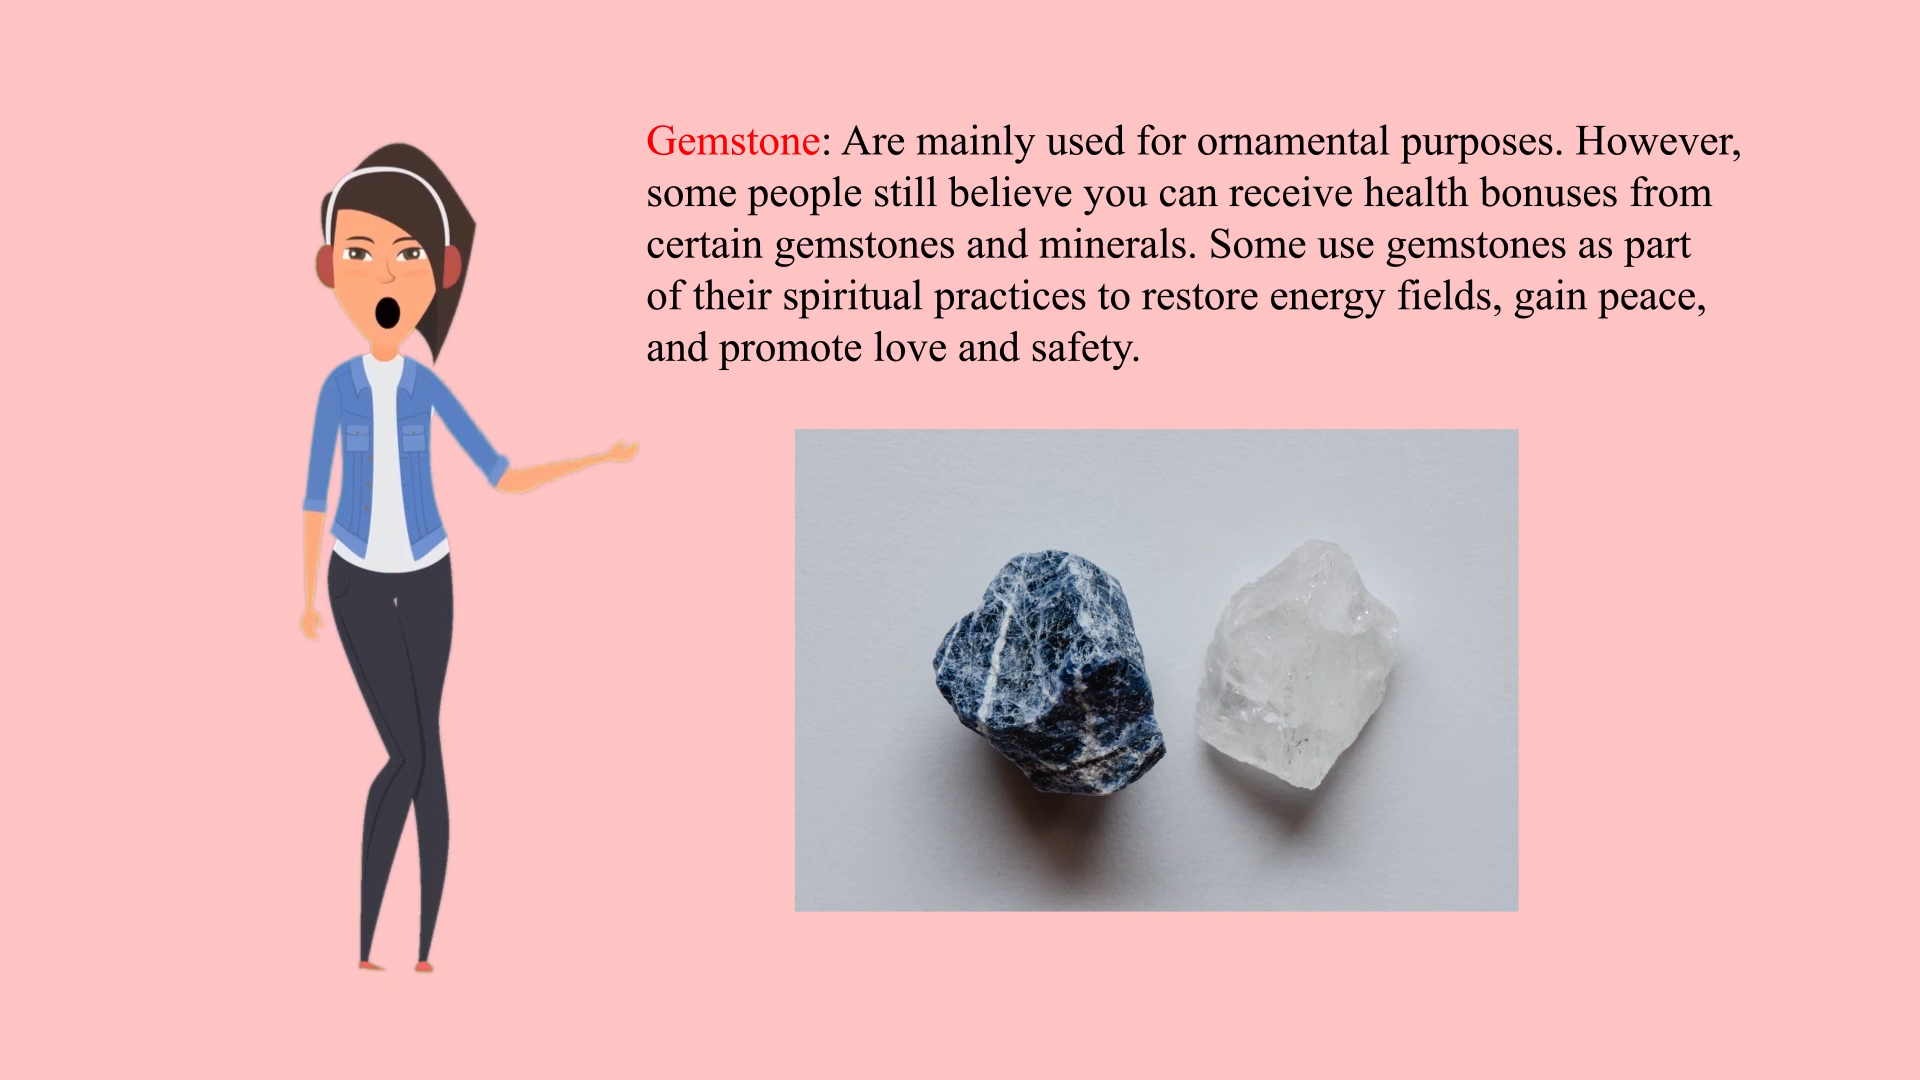 Gemstone: Are mainly used for ornamental purposes. However,
some people still believe you can receive health bonuses from
certain gemstones and minerals. Some use gemstones as part
of their spiritual practices to restore energy fields, gain peace,
and promote love and safety.